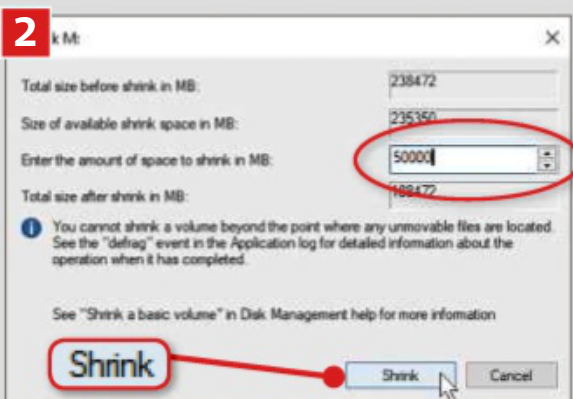 2
k M:
Total size before shrink in MB: 238472
Size of available shrink space in MB: 235350
Enter the amount of space to shrink in MB: 50000
Total size after shrink in MB: 188472
You cannot shrink a volume beyond the point where any unmovable files are located.
See the "defrag" event in the Application log for detailed information about the
operation when it has completed.
See "Shrink a basic volume" in Disk Management help for more information
Shrink
Shrink Cancel